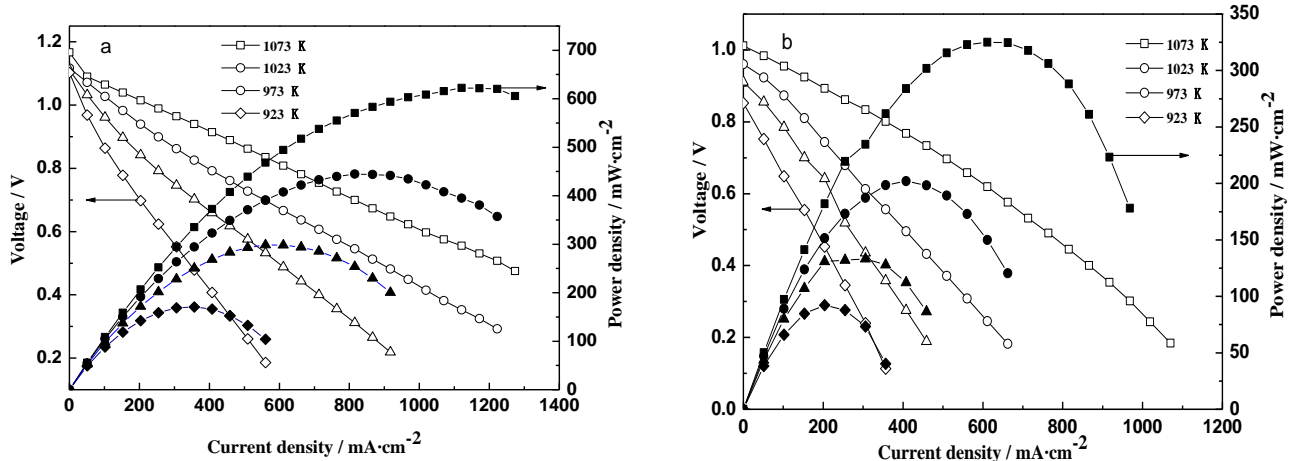 a
1073 K
1023 K
973 K
923 K
Voltage / V
1.2
1.0
0.8
0.6
0.4
0.2
700
600
500
400
300
200
100
0
Power density / mW·cm-2
0 200 400 600 800 1000 1200 1400
Current density / mA·cm-2
b
1073 K
1023 K
973 K
923 K
Voltage / V
1.0
0.8
0.6
0.4
0.2
0.0
350
300
250
200
150
100
50
0
Power density / mW·cm-2
0 200 400 600 800 1000 1200
Current density / mA·cm-2